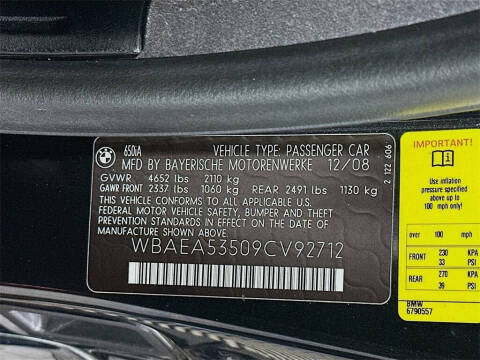 BMW
650iA VEHICLE TYPE: PASSENGER CAR
MFD BY BAYERISCHE MOTORENWERKE 12/08
GVWR 4652 lbs 2110 kg
GAWR FRONT 2337 lbs 1060 kg REAR 2491 lbs 1130 kg
THIS VEHICLE CONFORMS TO ALL APPLICABLE U.S.
FEDERAL MOTOR VEHICLE SAFETY, BUMPER AND THEFT
PREVENTION STANDARDS IN EFFECT ON THE DATE OF
MANUFACTURE SHOWN ABOVE
WBAEA53509CV92712
2 122 606
IMPORTANT!
Use inflation
pressure specified
for up to
100 mph only!
over 100 mph
FRONT 230 KPA
33 PSI
REAR 270 KPA
39 PSI
BMW
6790557